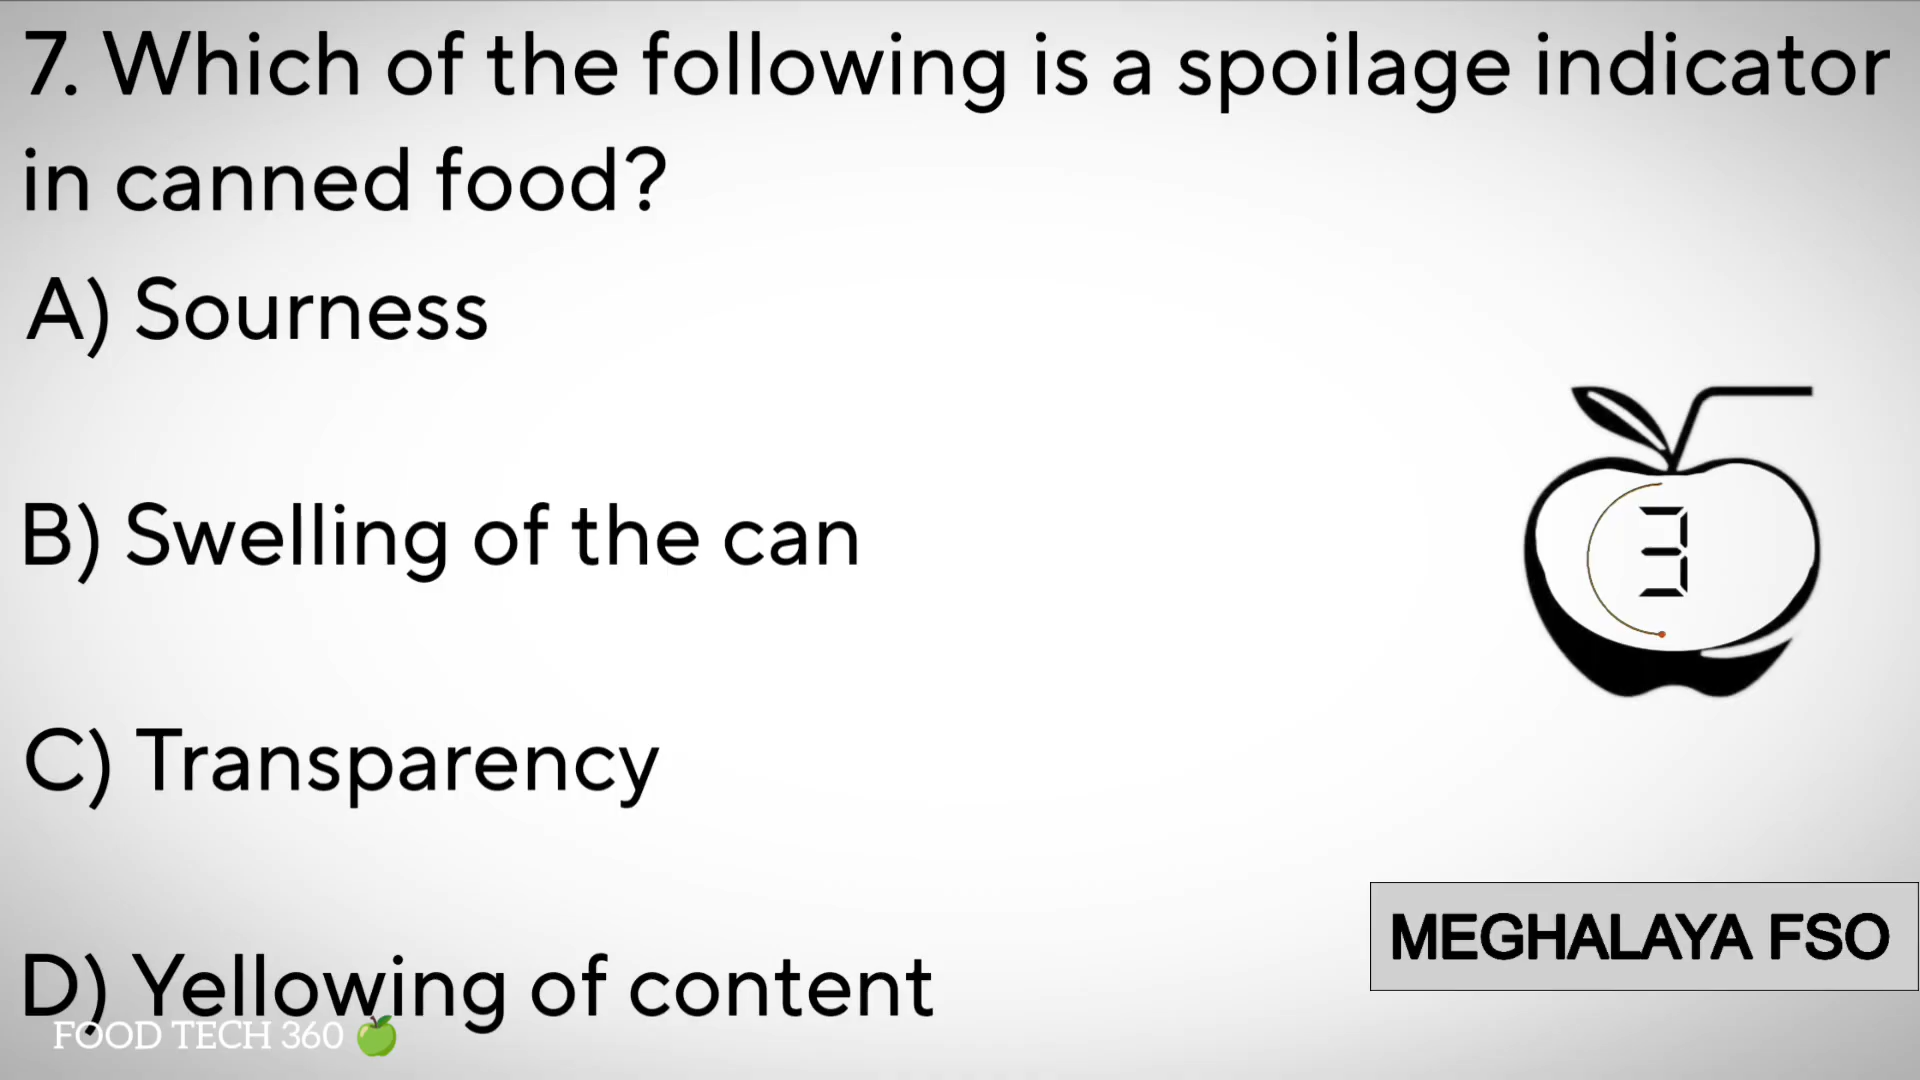 7. Which of the following is a spoilage indicator
in canned food?
A) Sourness
B) Swelling of the can
3
C) Transparency
MEGHALAYA FSO
D) Yellowing of content
FOOD TECH 360